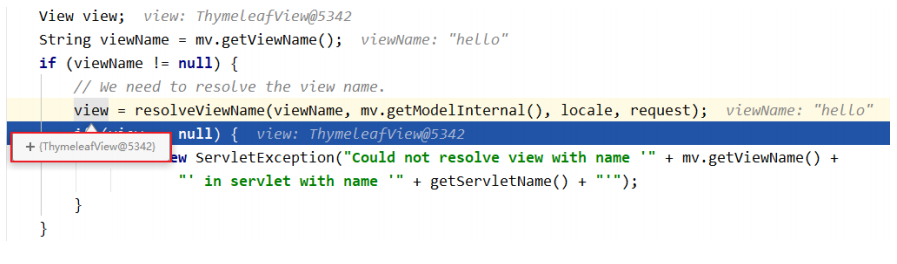 View view;  view: ThymeleafView@5342
String viewName = mv.getViewName();  viewName: "hello"
if (viewName != null) {
// We need to resolve the view name.
view = resolveViewName(viewName, mv.getModelInternal(), locale, request);  viewName: "hello"
null) {  view: ThymeleafView@5342
+ {ThymeleafView@5342}
ew ServletException("Could not resolve view with name '" + mv.getViewName() +
"' in servlet with name '" + getServletName() + "'");
}
}